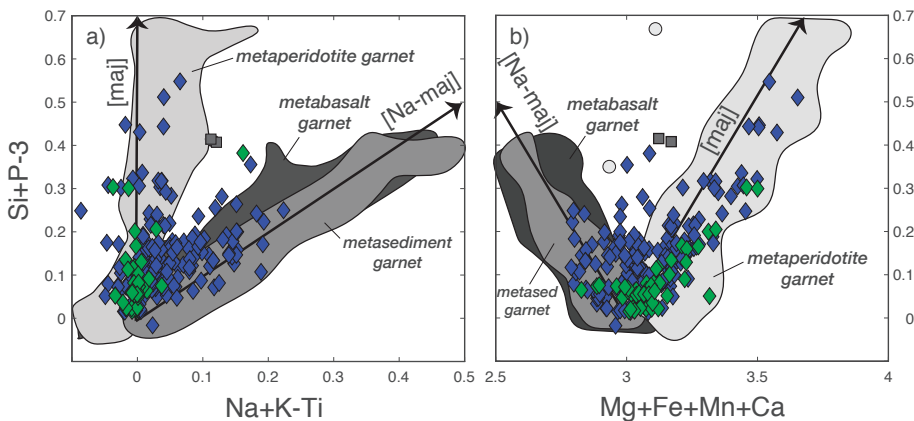 a)
[maj]
metaperidotite garnet
metabasalt
garnet
[Na-maj]
metasediment
garnet
Si+P-3
0.7
0.6
0.5
0.4
0.3
0.2
0.1
0
0
0.1
0.2
0.3
0.4
0.5
Na+K-Ti
b)
[Na-maj]
metabasalt
garnet
[maj]
metased
garnet
metaperidotite
garnet
0.7
0.6
0.5
0.4
0.3
0.2
0.1
0
2.5
3
3.5
4
Mg+Fe+Mn+Ca